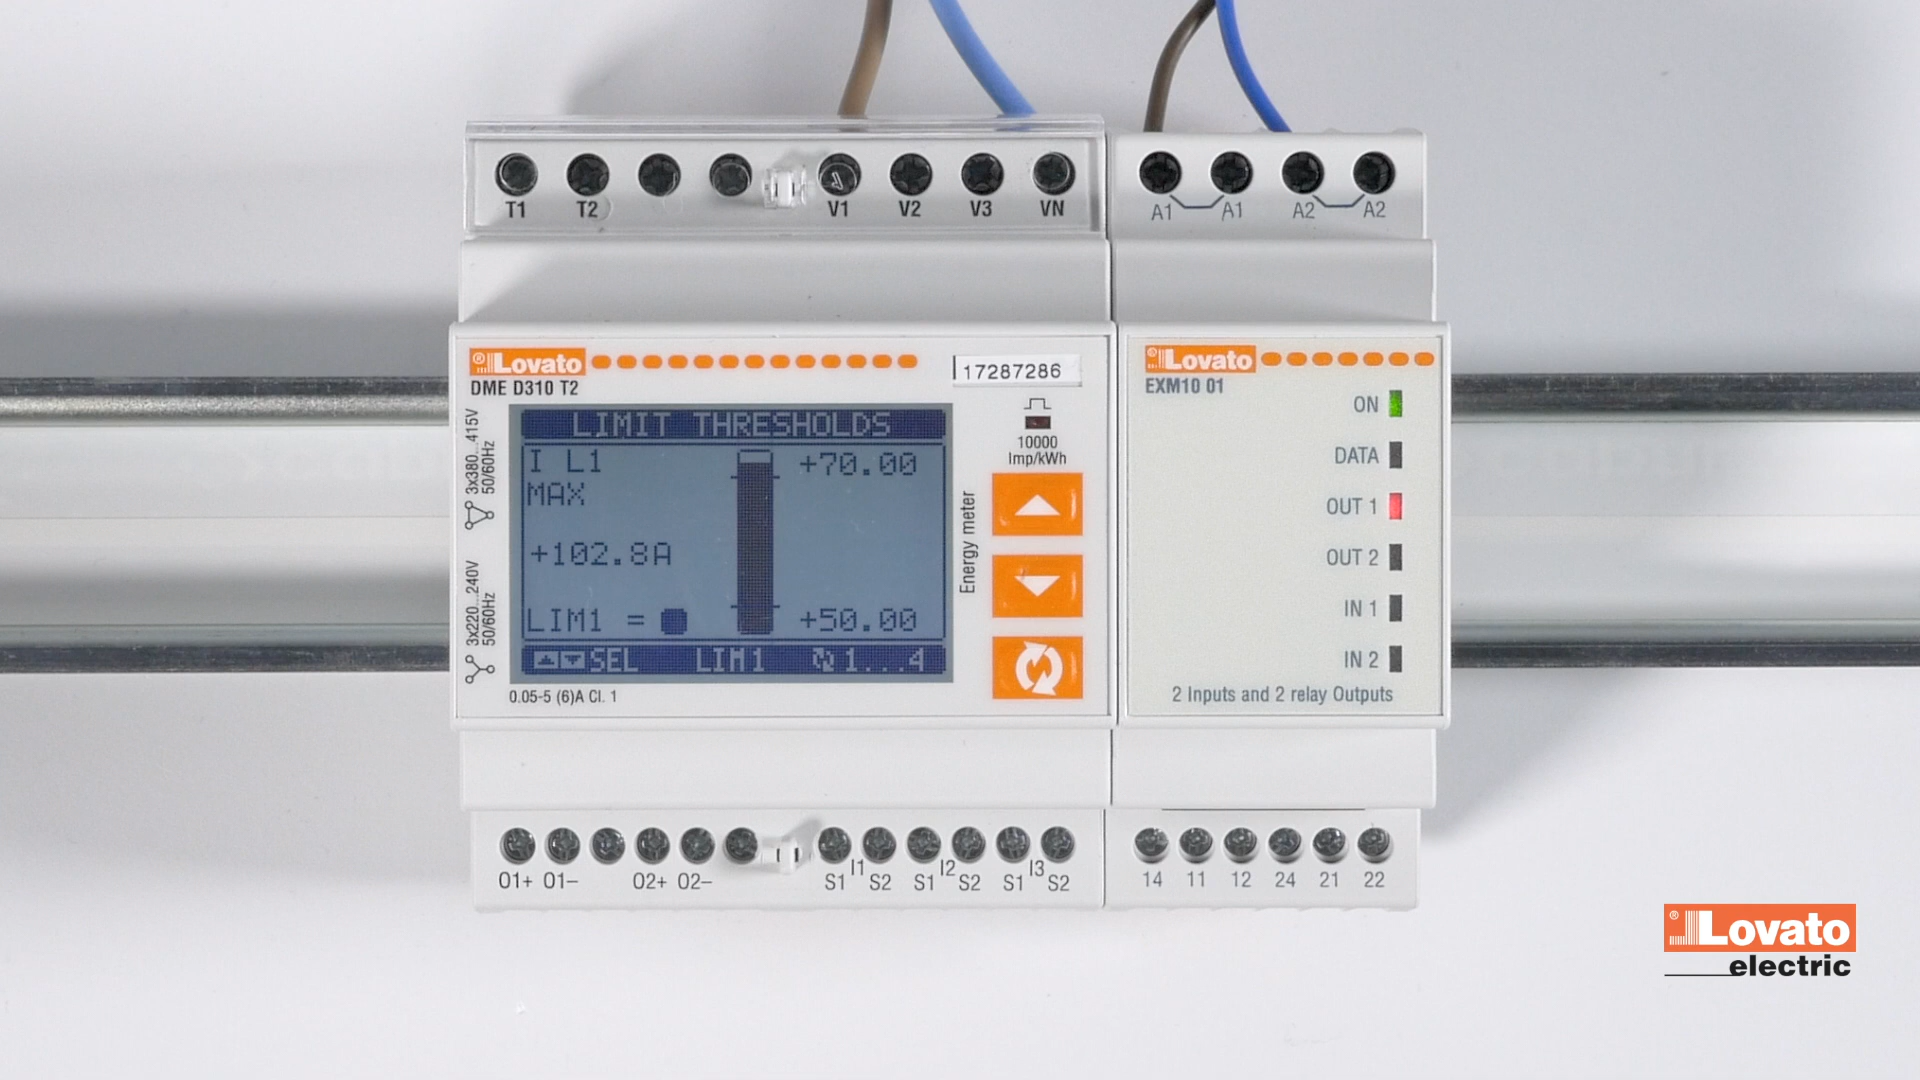 T1 T2 V1 V2 V3 VN
A1 A1 A2 A2
Lovato
DME D310 T2
17287286
3x380...415V
50/60Hz
3x220...240V
50/60Hz
LIMIT THRESHOLDS
I L1 +70.00
MAX
+102.8A
LIM1 = +50.00
SEL LIM1 1...4
0.05-5 (6)A Cl. 1
10000
Imp/kWh
Energy meter
Lovato
EXM10 01
ON
DATA
OUT 1
OUT 2
IN 1
IN 2
2 Inputs and 2 relay Outputs
O1+ O1– O2+ O2– S1 I1 S2 S1 I2 S2 S1 I3 S2
14 11 12 24 21 22
Lovato
electric